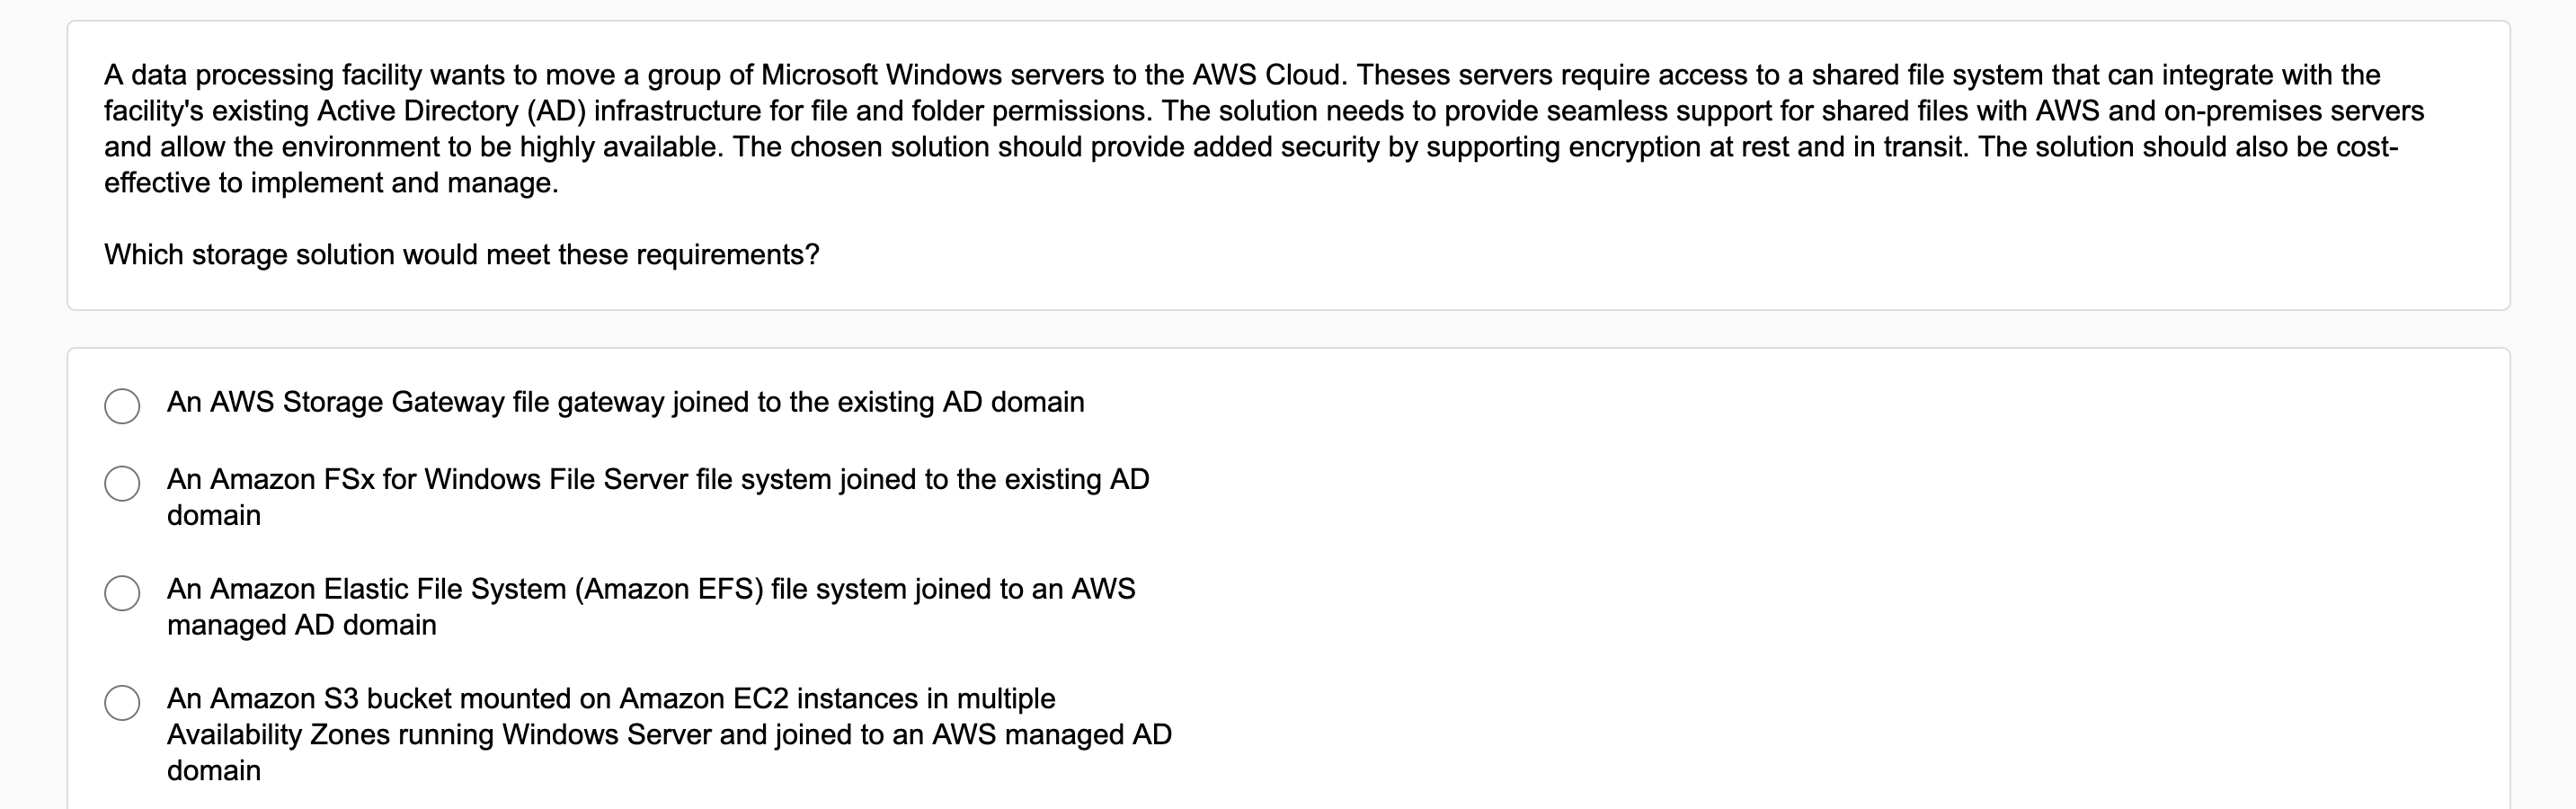 A data processing facility wants to move a group of Microsoft Windows servers to the AWS Cloud. Theses servers require access to a shared file system that can integrate with the
facility's existing Active Directory (AD) infrastructure for file and folder permissions. The solution needs to provide seamless support for shared files with AWS and on-premises servers
and allow the environment to be highly available. The chosen solution should provide added security by supporting encryption at rest and in transit. The solution should also be cost-
effective to implement and manage.
Which storage solution would meet these requirements?
An AWS Storage Gateway file gateway joined to the existing AD domain
An Amazon FSx for Windows File Server file system joined to the existing AD
domain
An Amazon Elastic File System (Amazon EFS) file system joined to an AWS
managed AD domain
An Amazon S3 bucket mounted on Amazon EC2 instances in multiple
Availability Zones running Windows Server and joined to an AWS managed AD
domain